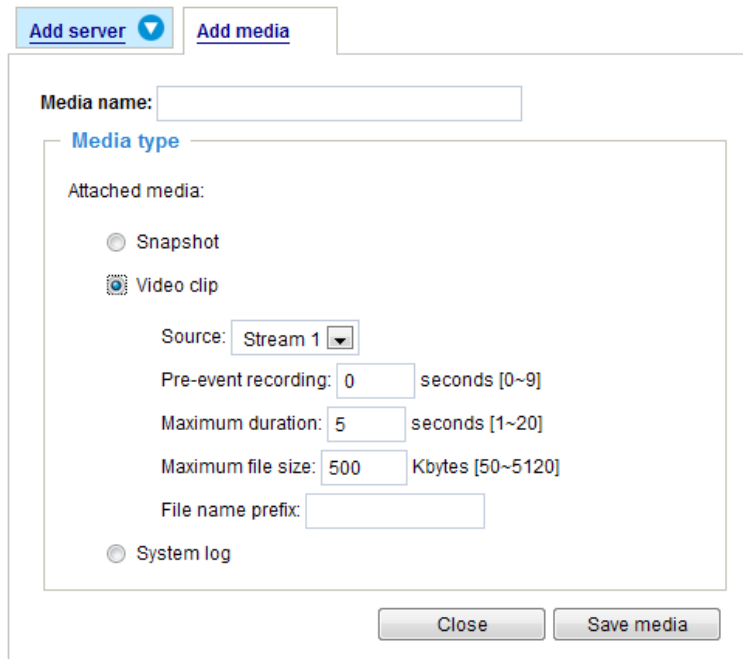 Add server Add media
Media name:
Media type
Attached media:
Snapshot
Video clip
Source: Stream 1
Pre-event recording: 0 seconds [0~9]
Maximum duration: 5 seconds [1~20]
Maximum file size: 500 Kbytes [50~5120]
File name prefix:
System log
Close Save media